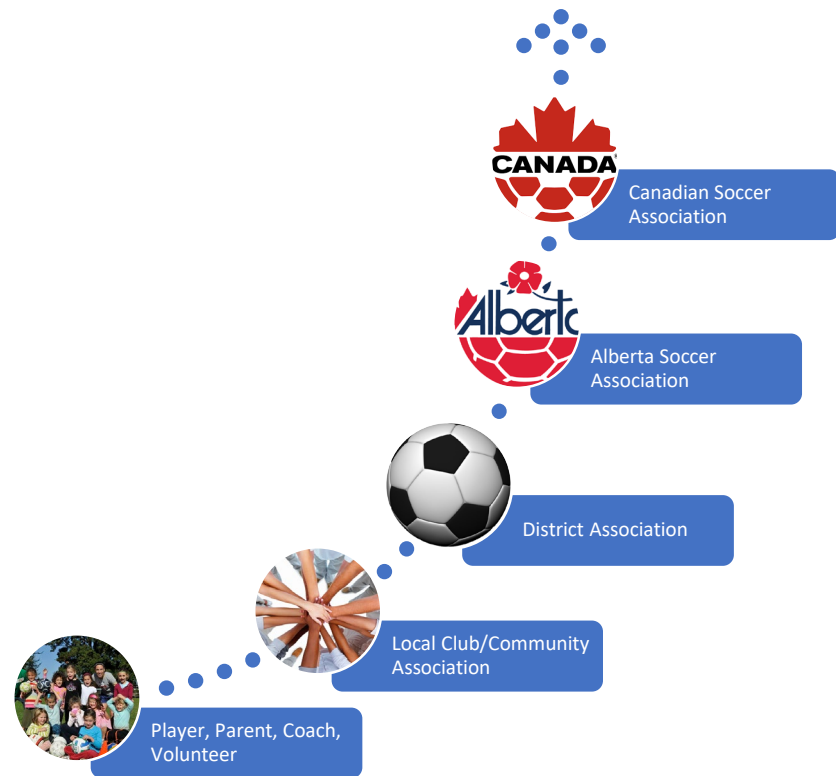 CANADA
Canadian Soccer
Association
Alberta
Alberta Soccer
Association
District Association
Local Club/Community
Association
Player, Parent, Coach,
Volunteer